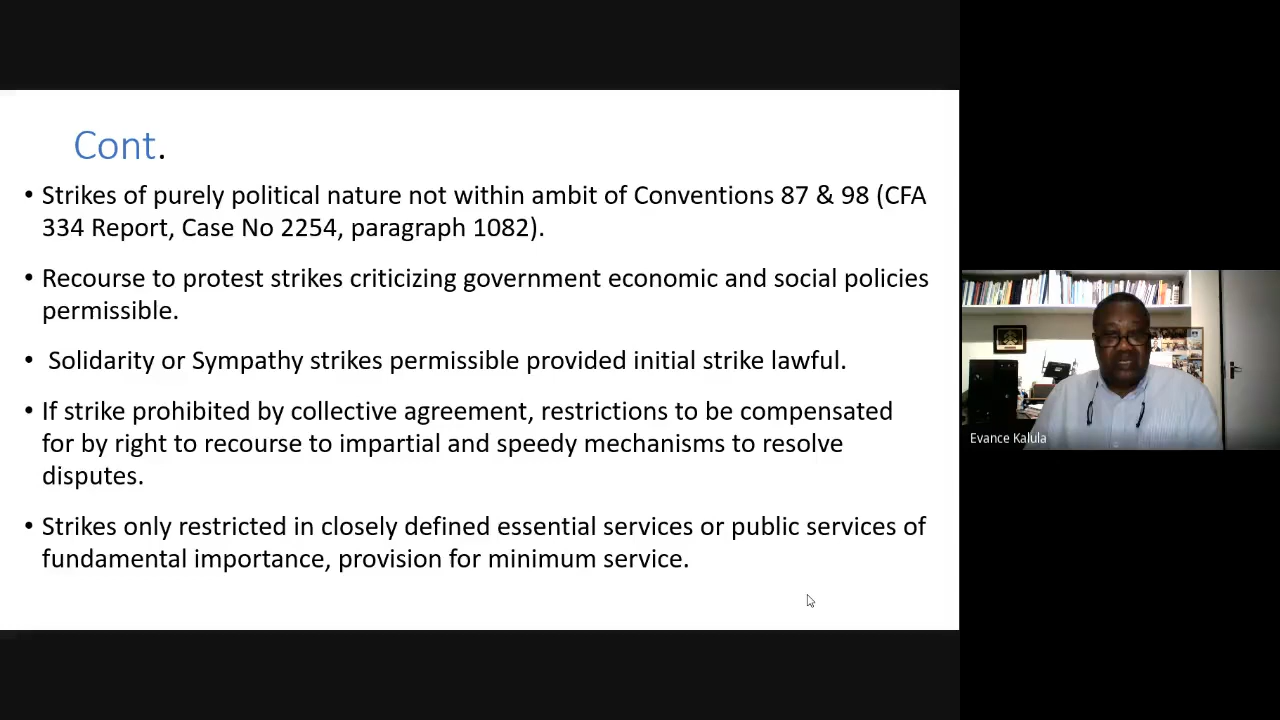 Cont.
• Strikes of purely political nature not within ambit of Conventions 87 & 98 (CFA
334 Report, Case No 2254, paragraph 1082).
• Recourse to protest strikes criticizing government economic and social policies
permissible.
• Solidarity or Sympathy strikes permissible provided initial strike lawful.
• If strike prohibited by collective agreement, restrictions to be compensated
for by right to recourse to impartial and speedy mechanisms to resolve
disputes.
• Strikes only restricted in closely defined essential services or public services of
fundamental importance, provision for minimum service.
Evance Kalula